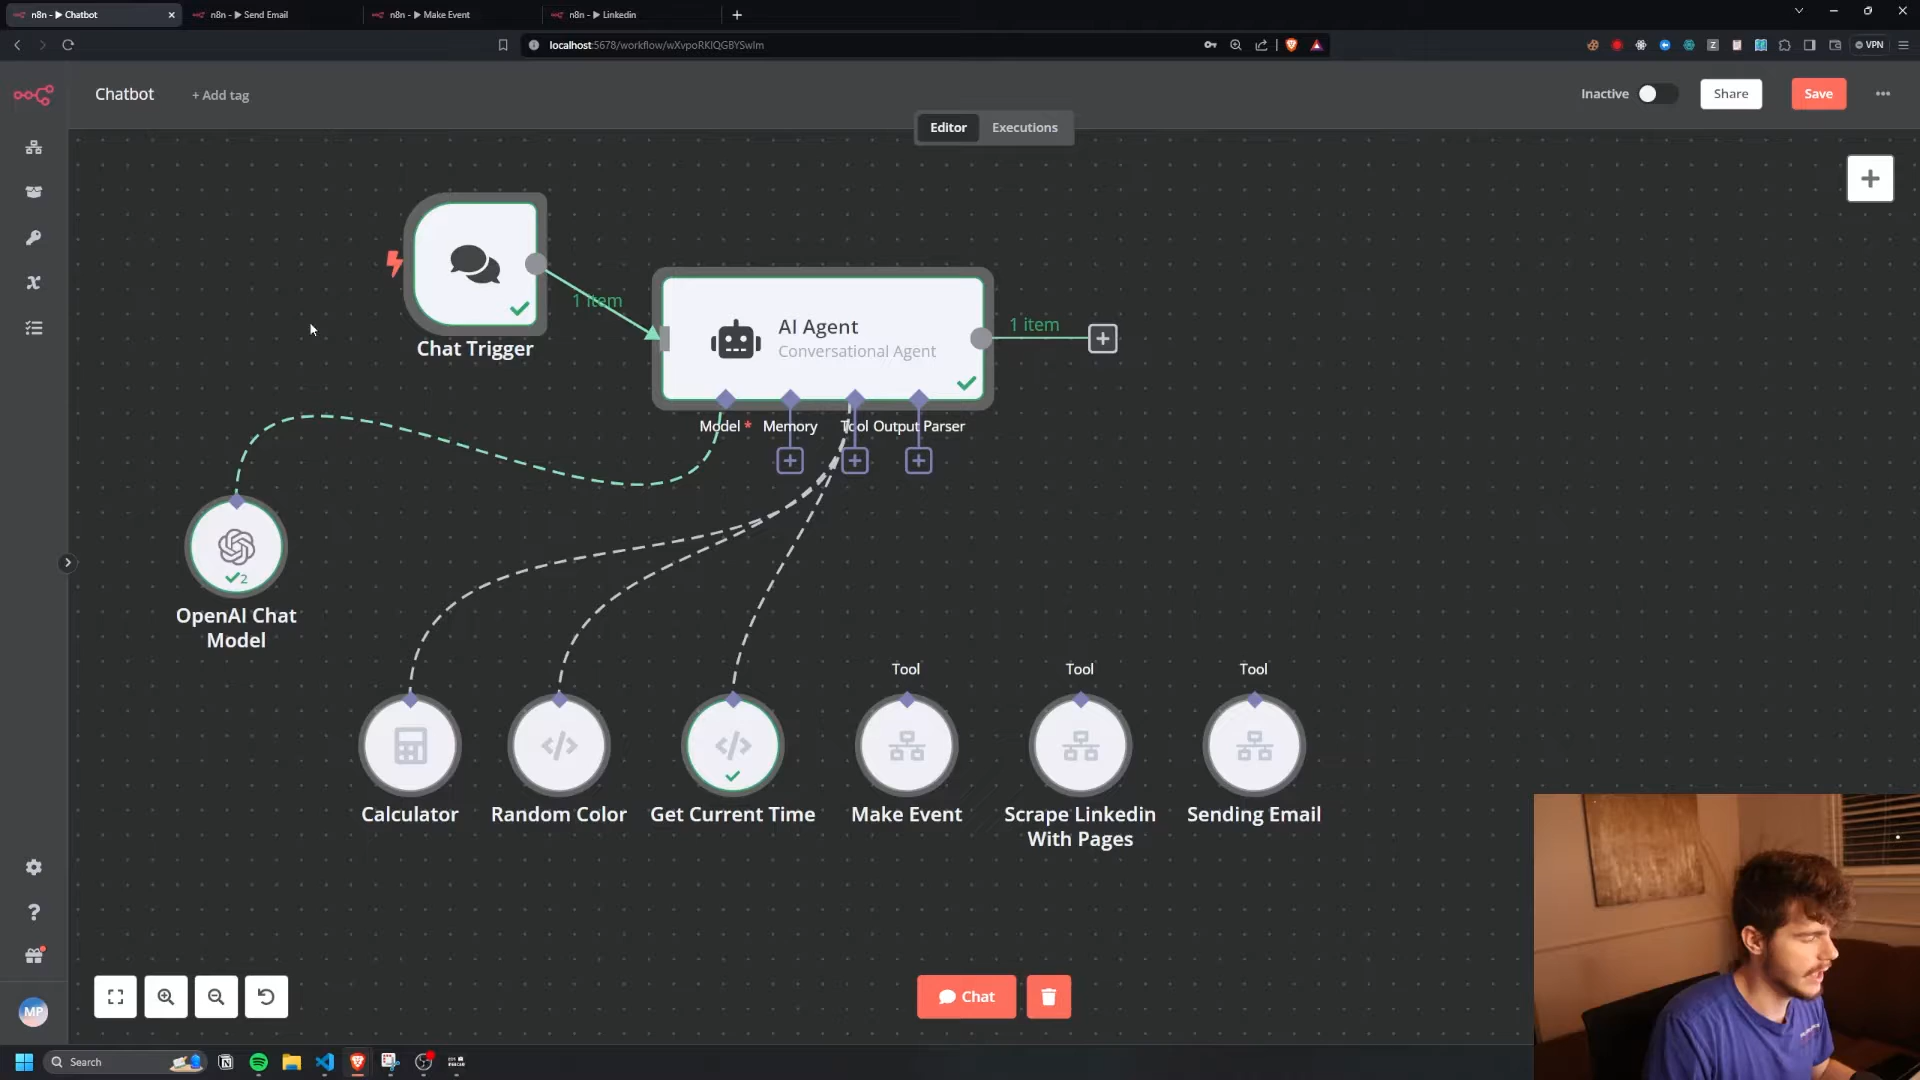 n8n - ▶ Chatbot
n8n - ▶ Send Email
n8n - ▶ Make Event
n8n - ▶ Linkedin
localhost:5678/workflow/wXvpoRKIQGBYSwIm
VPN
Chatbot
+ Add tag
Inactive
Share
Save
Editor
Executions
1 item
Chat Trigger
AI Agent
Conversational Agent
1 item
Model *
Memory
Tool
Output Parser
2
OpenAI Chat
Model
Tool
Tool
Tool
Calculator
Random Color
Get Current Time
Make Event
Scrape Linkedin
With Pages
Sending Email
MP
Chat
Search